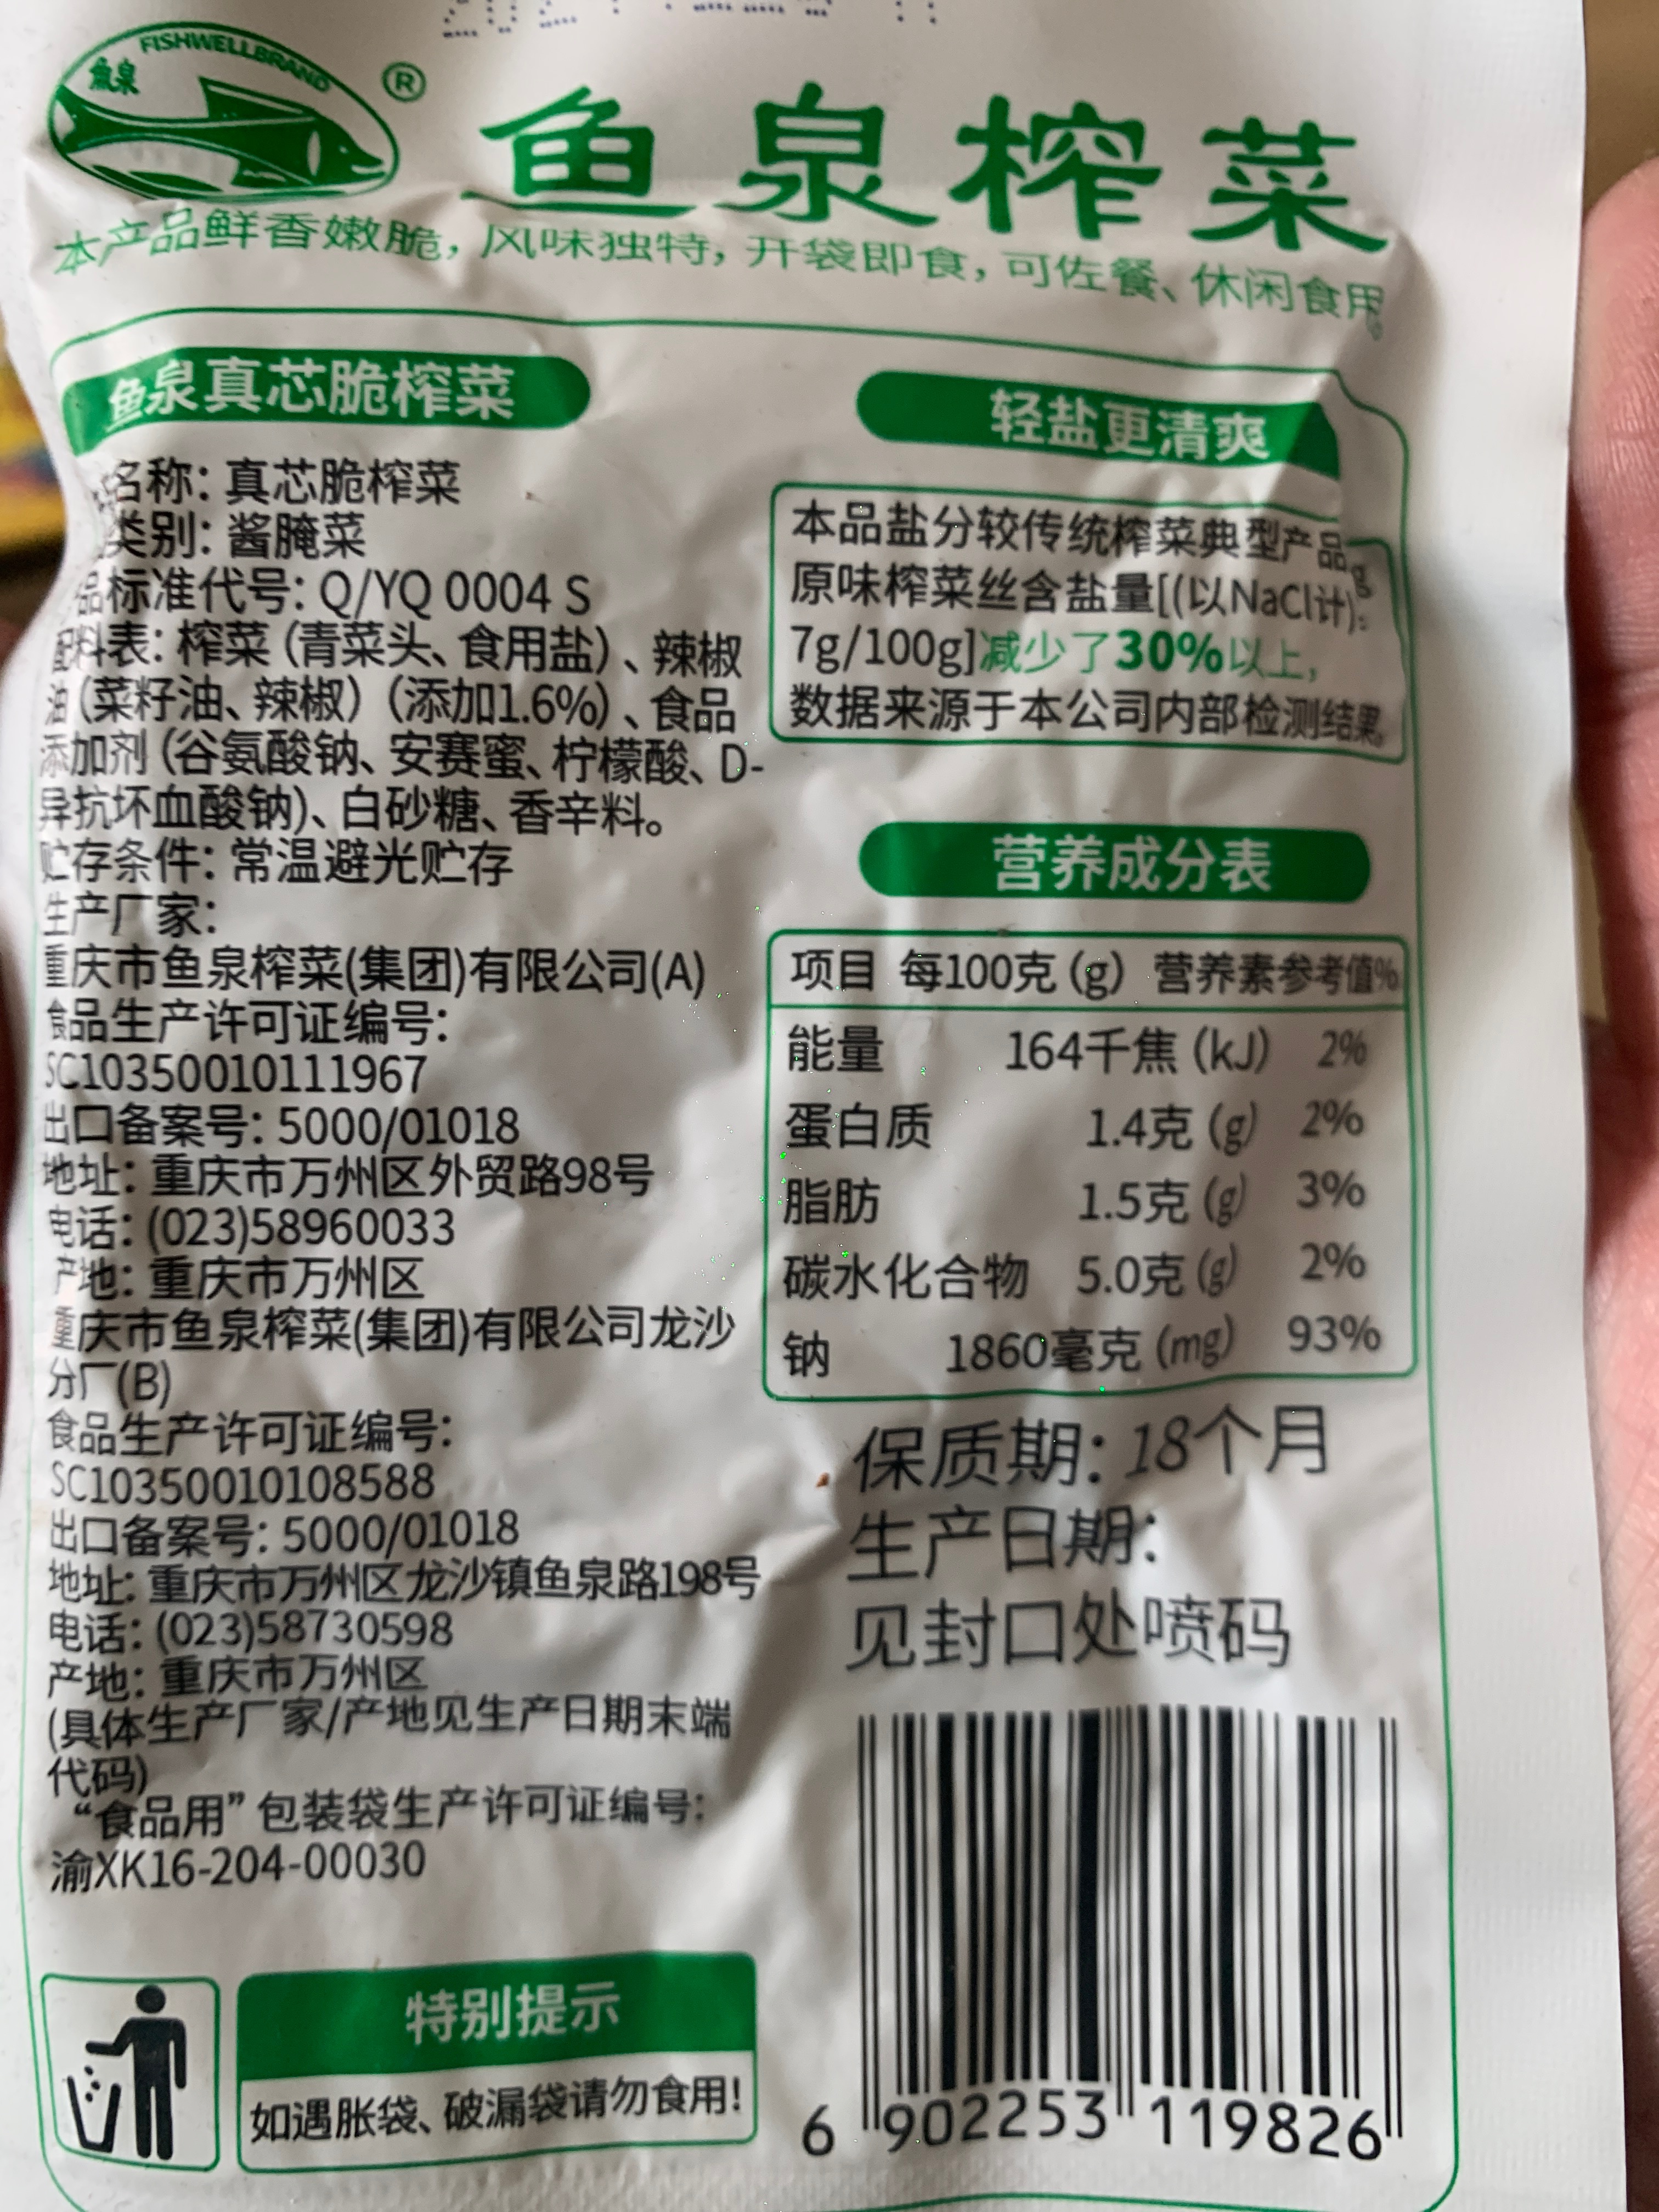 FISHWELLBRAND
魚泉
®
鱼泉榨菜
本产品鲜香嫩脆，风味独特，开袋即食，可佐餐、休闲食用
鱼泉真芯脆榨菜
名称：真芯脆榨菜
类别：酱腌菜
品标准代号：Q/YQ 0004 S
配料表：榨菜（青菜头、食用盐）、辣椒
油（菜籽油、辣椒）（添加1.6%）、食品
添加剂（谷氨酸钠、安赛蜜、柠檬酸、D-
异抗坏血酸钠)、白砂糖、香辛料。
贮存条件：常温避光贮存
生产厂家：
重庆市鱼泉榨菜(集团)有限公司(A)
食品生产许可证编号：
SC10350010111967
出口备案号：5000/01018
地址：重庆市万州区外贸路98号
电话：(023)58960033
产地：重庆市万州区
重庆市鱼泉榨菜(集团)有限公司龙沙
分厂(B)
食品生产许可证编号：
SC10350010108588
出口备案号：5000/01018
地址：重庆市万州区龙沙镇鱼泉路198号
电话：(023)58730598
产地：重庆市万州区
(具体生产厂家/产地见生产日期末端
代码)
“食品用”包装袋生产许可证编号：
渝XK16-204-00030
轻盐更清爽
本品盐分较传统榨菜典型产品
原味榨菜丝含盐量[(以NaCl计)：
7g/100g]减少了30%以上，
数据来源于本公司内部检测结果。
营养成分表
项目 每100克（g） 营养素参考值%
能量 164千焦（kJ） 2%
蛋白质 1.4克（g） 2%
脂肪 1.5克（g） 3%
碳水化合物 5.0克（g） 2%
钠 1860毫克（mg） 93%
保质期：18个月
生产日期：
见封口处喷码
特别提示
如遇胀袋、破漏袋请勿食用！
6 902253 119826